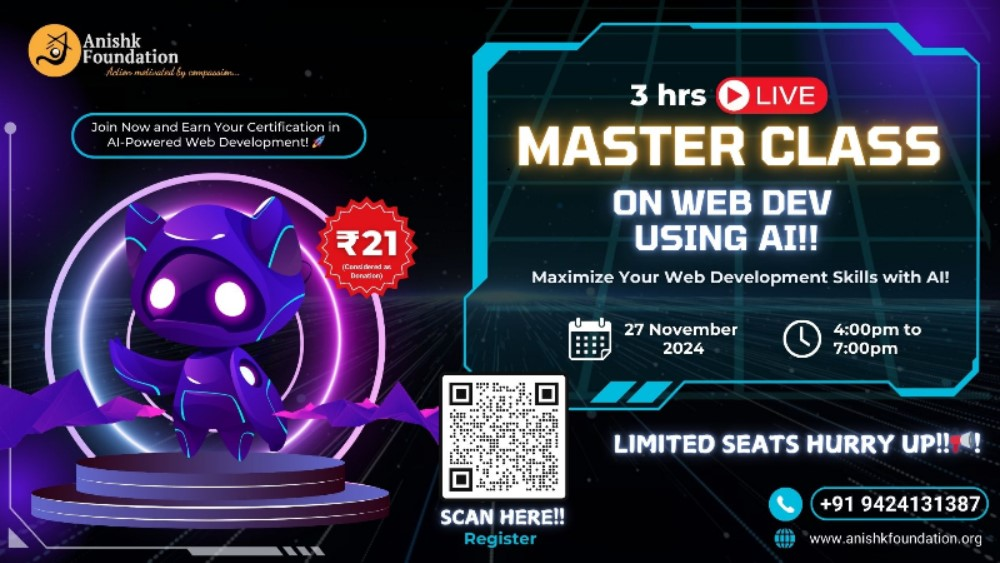 Anishk
Foundation
Action motivated by compassion...
Join Now and Earn Your Certification in
AI-Powered Web Development! 🚀
₹21
(Considered as
Donation)
3 hrs LIVE
MASTER CLASS
ON WEB DEV
USING AI!!
Maximize Your Web Development Skills with AI!
27 November
2024
4:00pm to
7:00pm
SCAN HERE!!
Register
LIMITED SEATS HURRY UP!!📢!
+91 9424131387
www.anishkfoundation.org